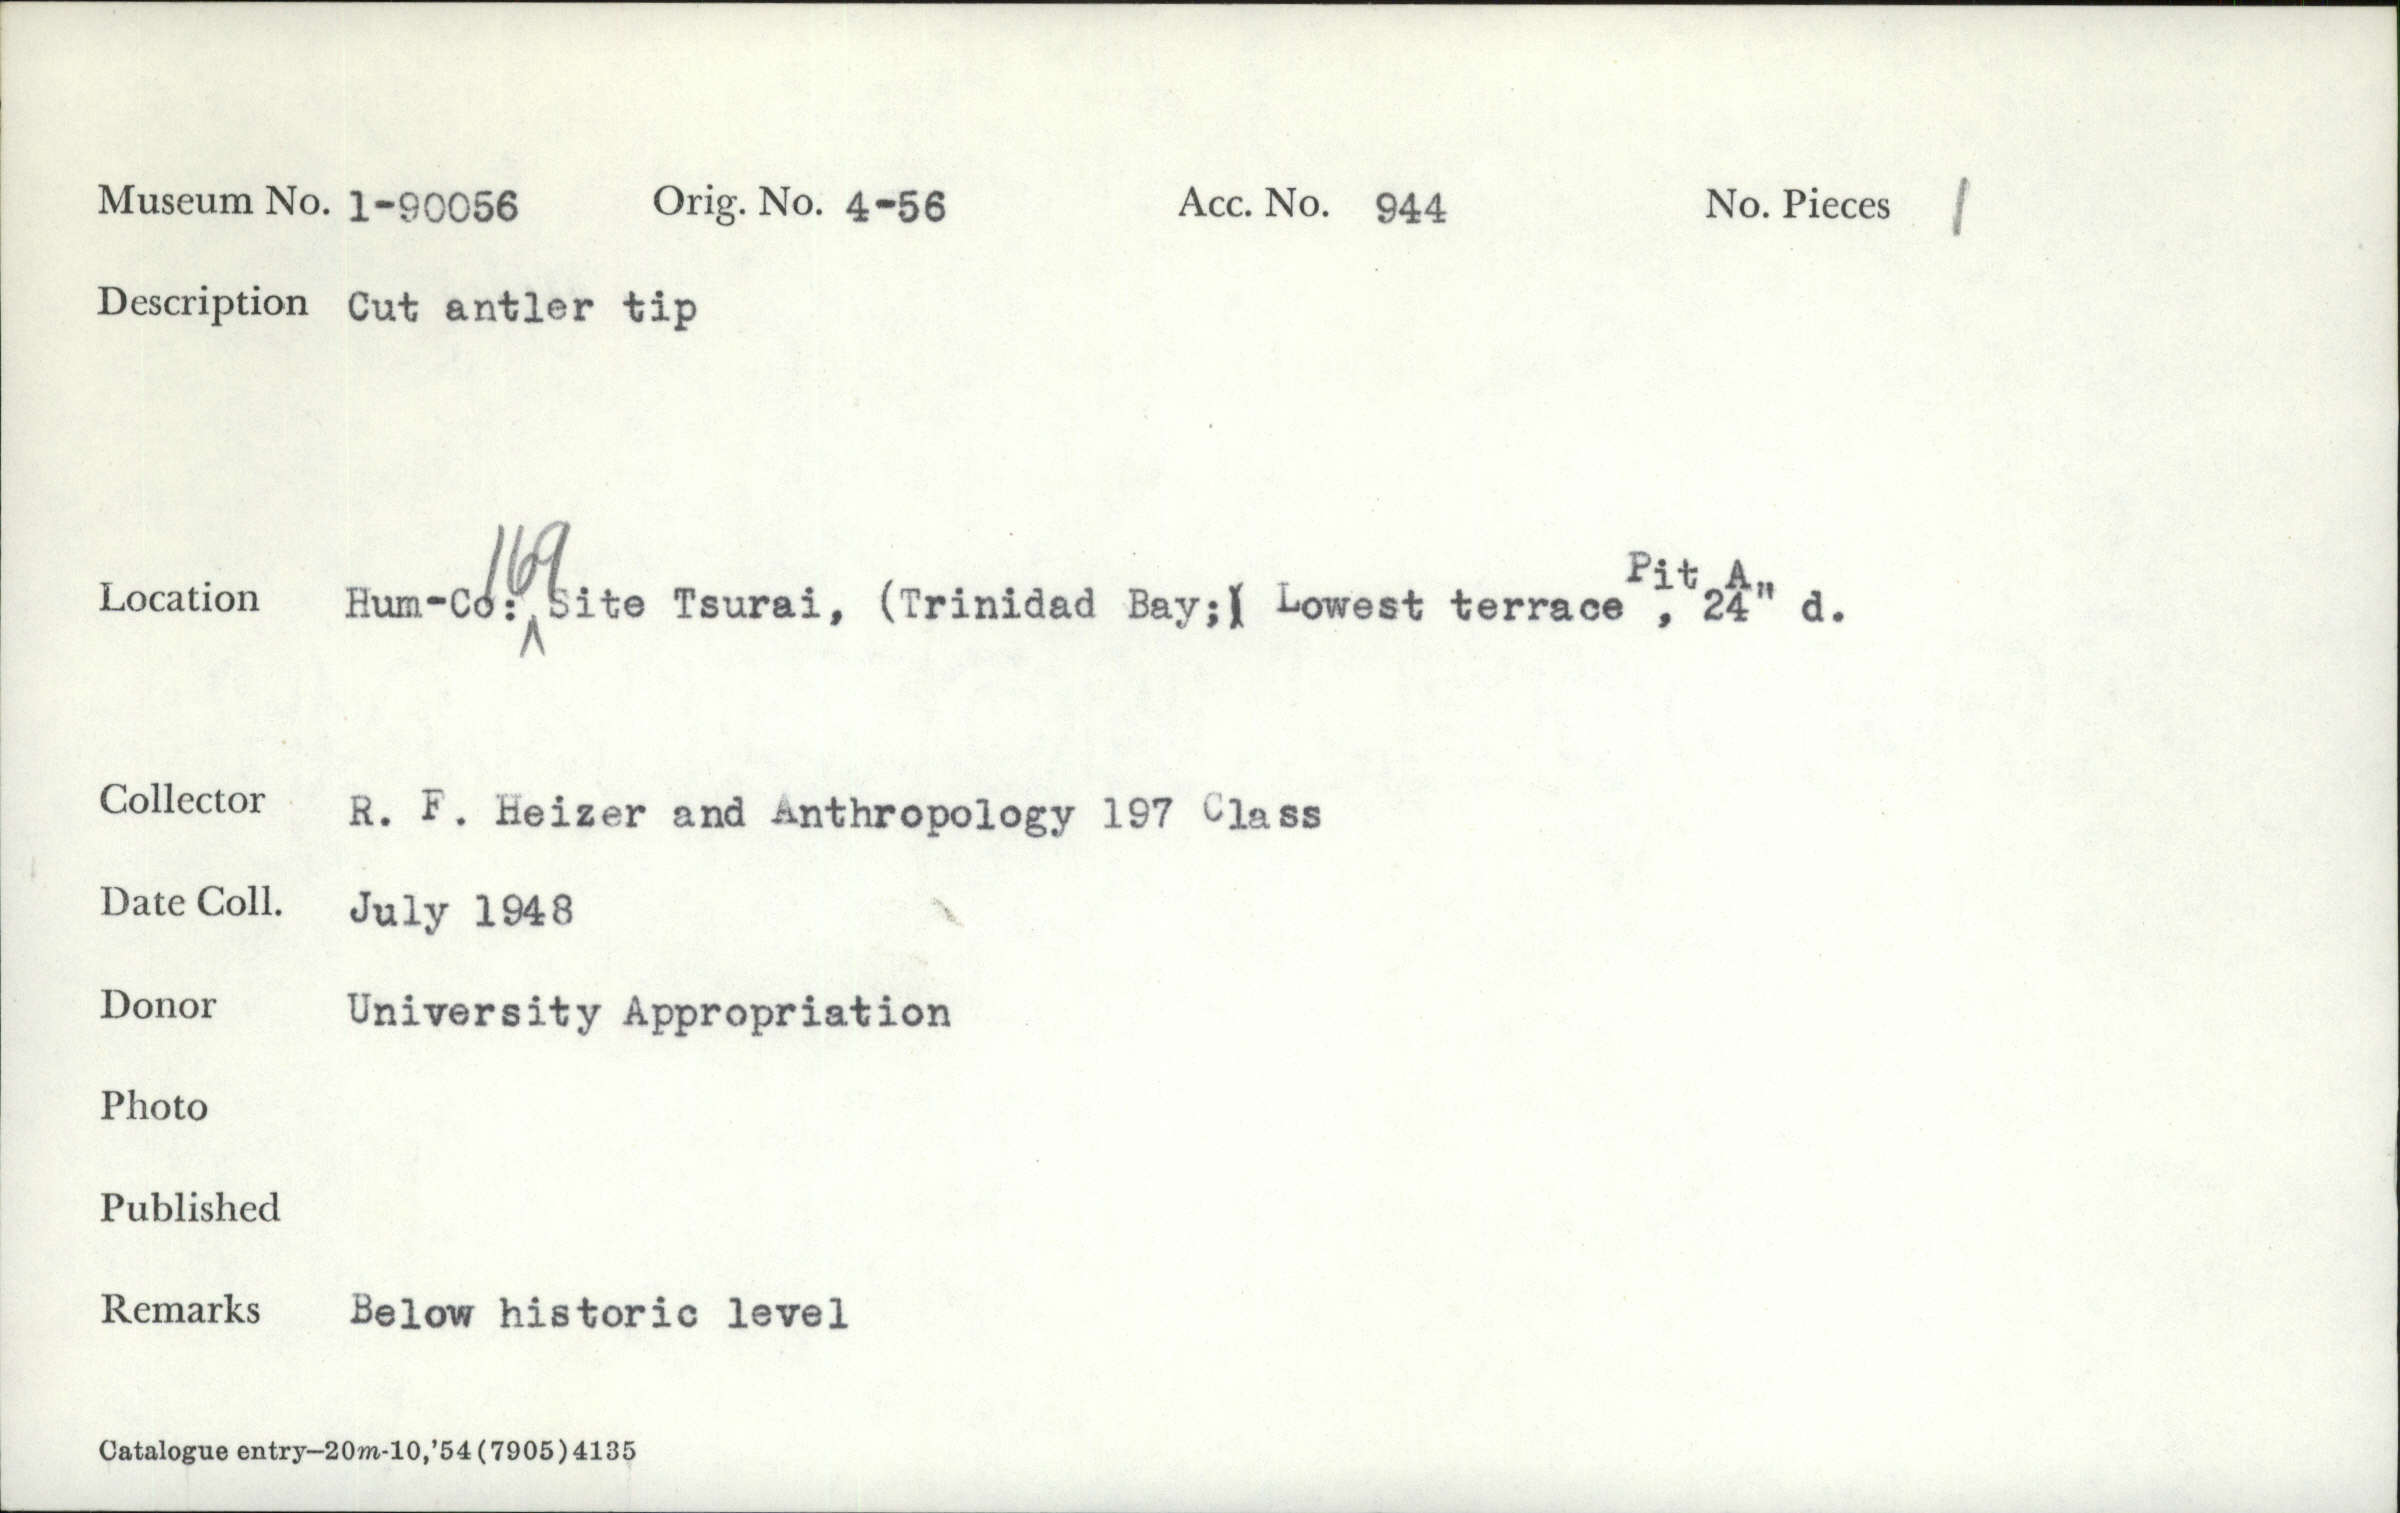 Museum No. 1-90056 Orig. No. 4-56 Acc. No. 944 No. Pieces 1
Description Cut antler tip
Location Hum-Co: 169 Site Tsurai, (Trinidad Bay;) Lowest terrace Pit A, 24" d.
Collector R. F. Heizer and Anthropology 197 Class
Date Coll. July 1948
Donor University Appropriation
Photo
Published
Remarks Below historic level
Catalogue entry—20m-10,'54(7905)4135